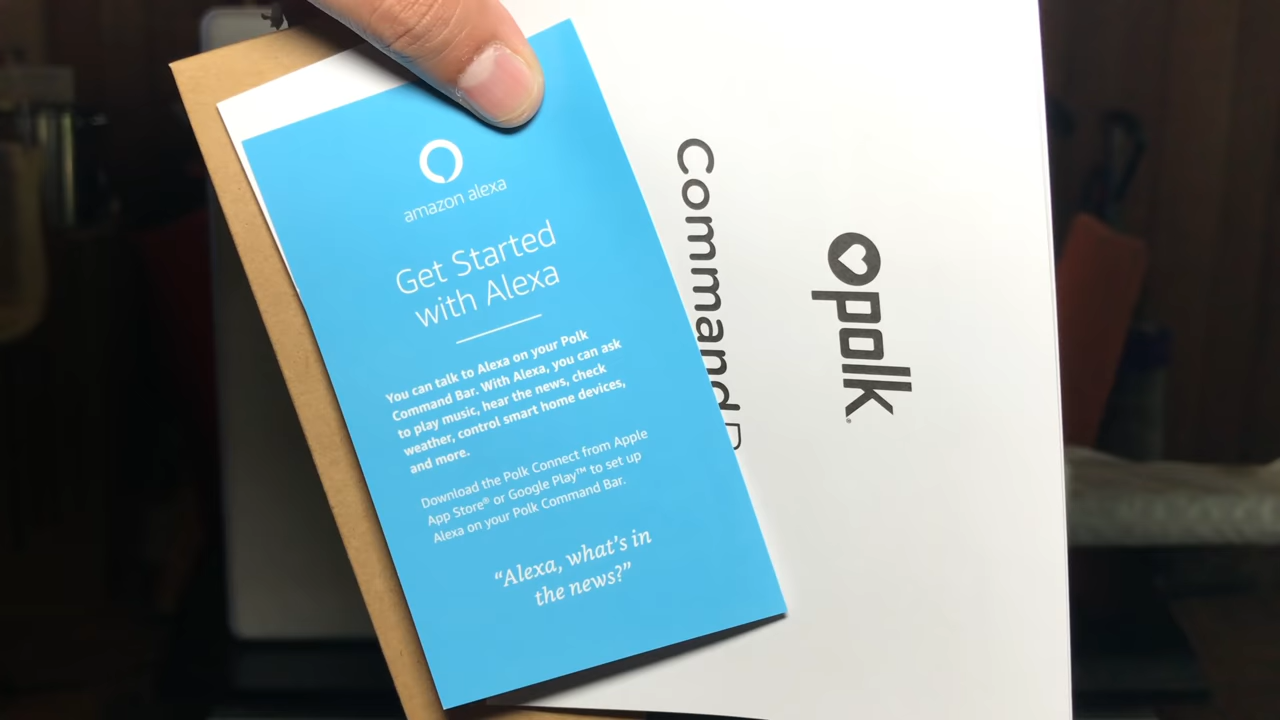 amazon alexa
Get Started
with Alexa
You can talk to Alexa on your Polk
Command Bar. With Alexa, you can ask
to play music, hear the news, check
weather, control smart home devices,
and more.
Download the Polk Connect from Apple
App Store® or Google Play™ to set up
Alexa on your Polk Command Bar.
“Alexa, what’s in
the news?”
Command
polk®